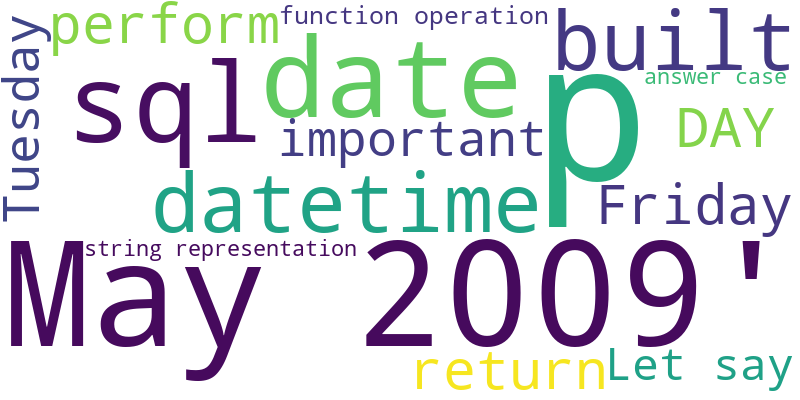 perform
function operation
built
Tuesday
sql
date
p
answer case
important
DAY
datetime
Friday
string representation
May 2009'
return
Let say